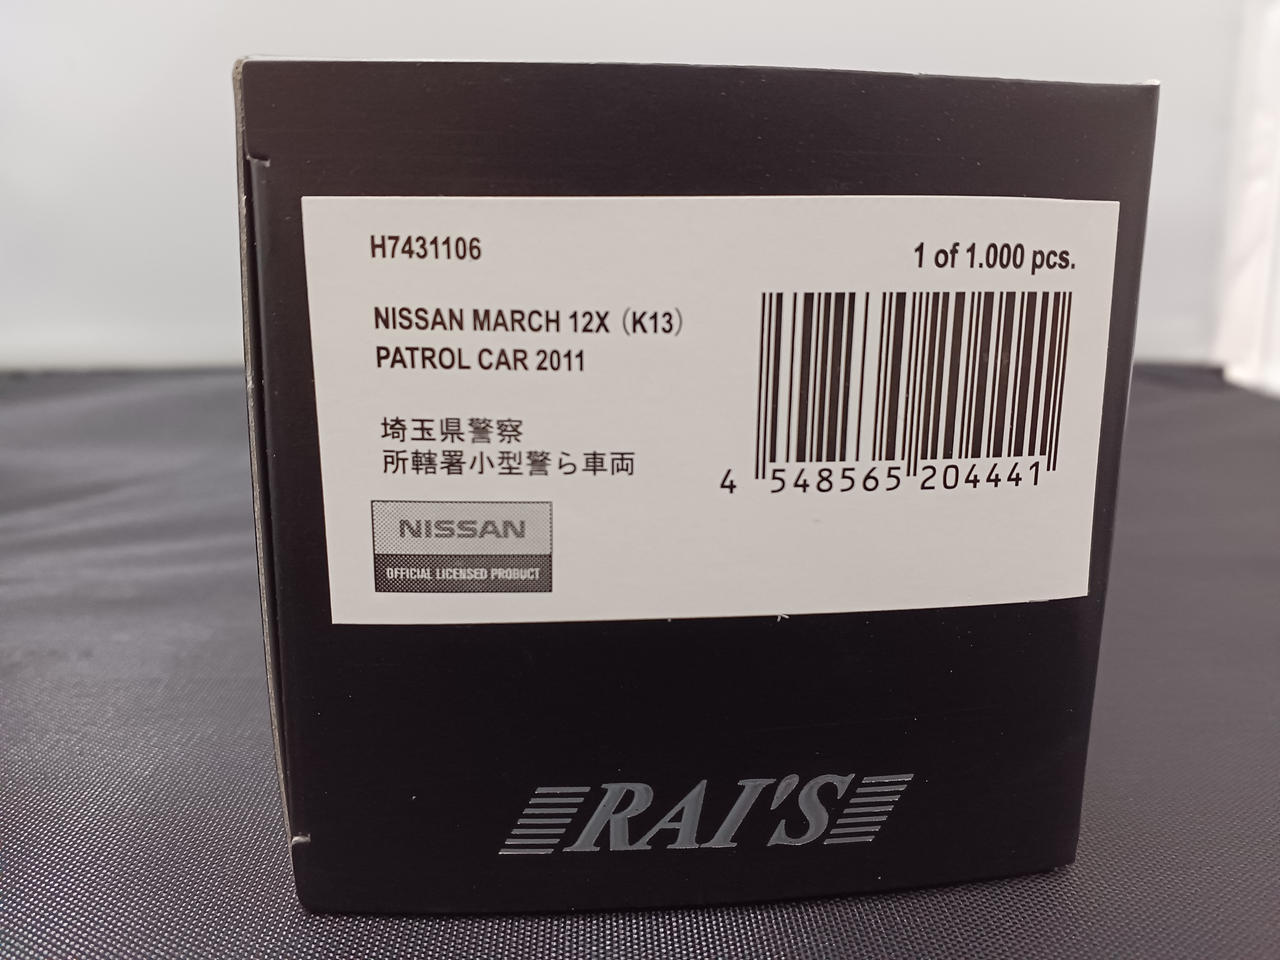 H7431106
1 of 1.000 pcs.
NISSAN MARCH 12X（K13）
PATROL CAR 2011
埼玉県警察
所轄署小型警ら車両
4 548565 204441
NISSAN
OFFICIAL LICENSED PRODUCT
RAI'S